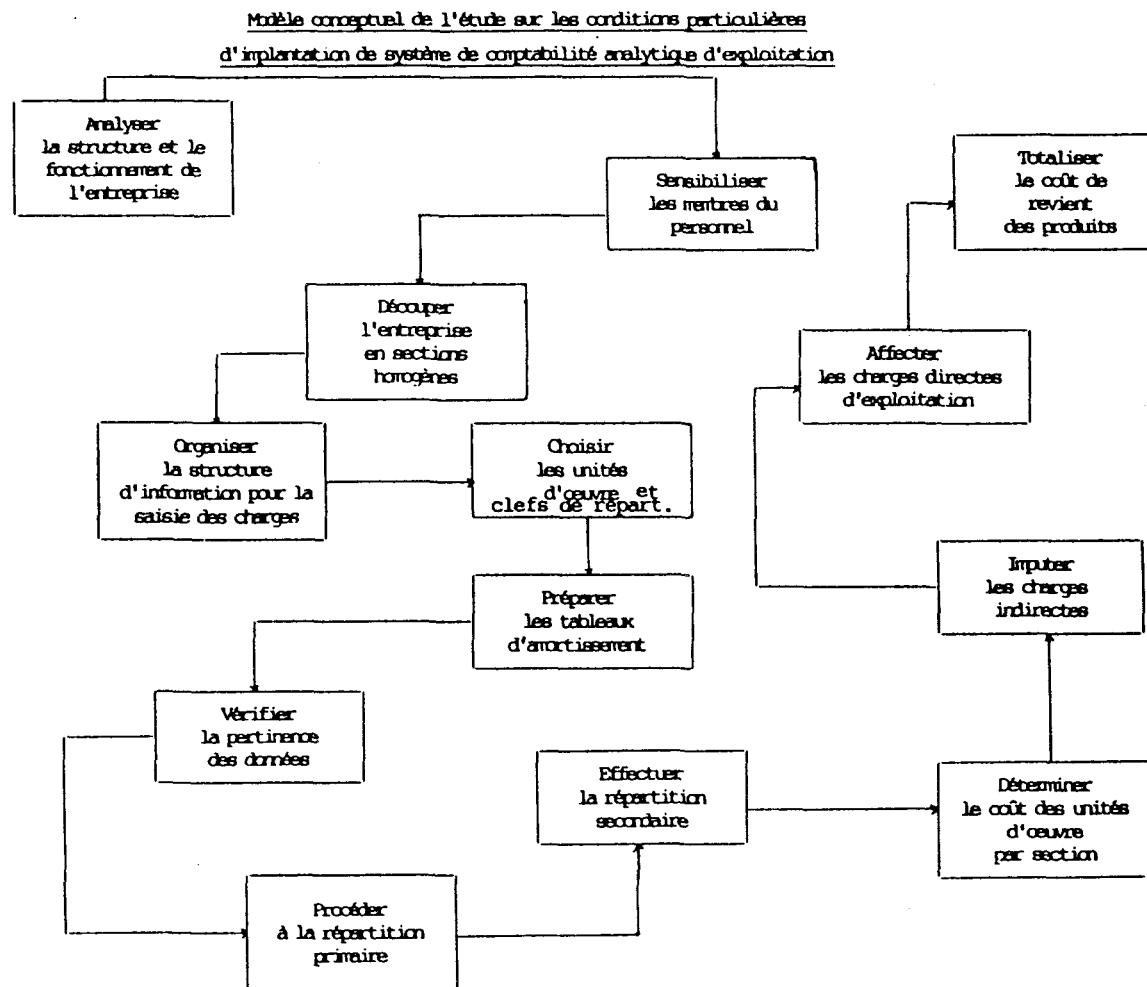 Modèle conceptuel de l'étude sur les conditions particulières
d'implantation de système de comptabilité analytique d'exploitation
Analyser
la structure et le
fonctionnement de
l'entreprise
Sensibiliser
les membres du
personnel
Découper
l'entreprise
en sections
homogènes
Organiser
la structure
d'information pour la
saisie des charges
Choisir
les unités
d'œuvre et
clefs de répart.
Préparer
les tableaux
d'amortissement
Vérifier
la pertinence
des données
Procéder
à la répartition
primaire
Effectuer
la répartition
secondaire
Déterminer
le coût des unités
d'œuvre
par section
Imputer
les charges
indirectes
Affecter
les charges directes
d'exploitation
Totaliser
le coût de
revient
des produits